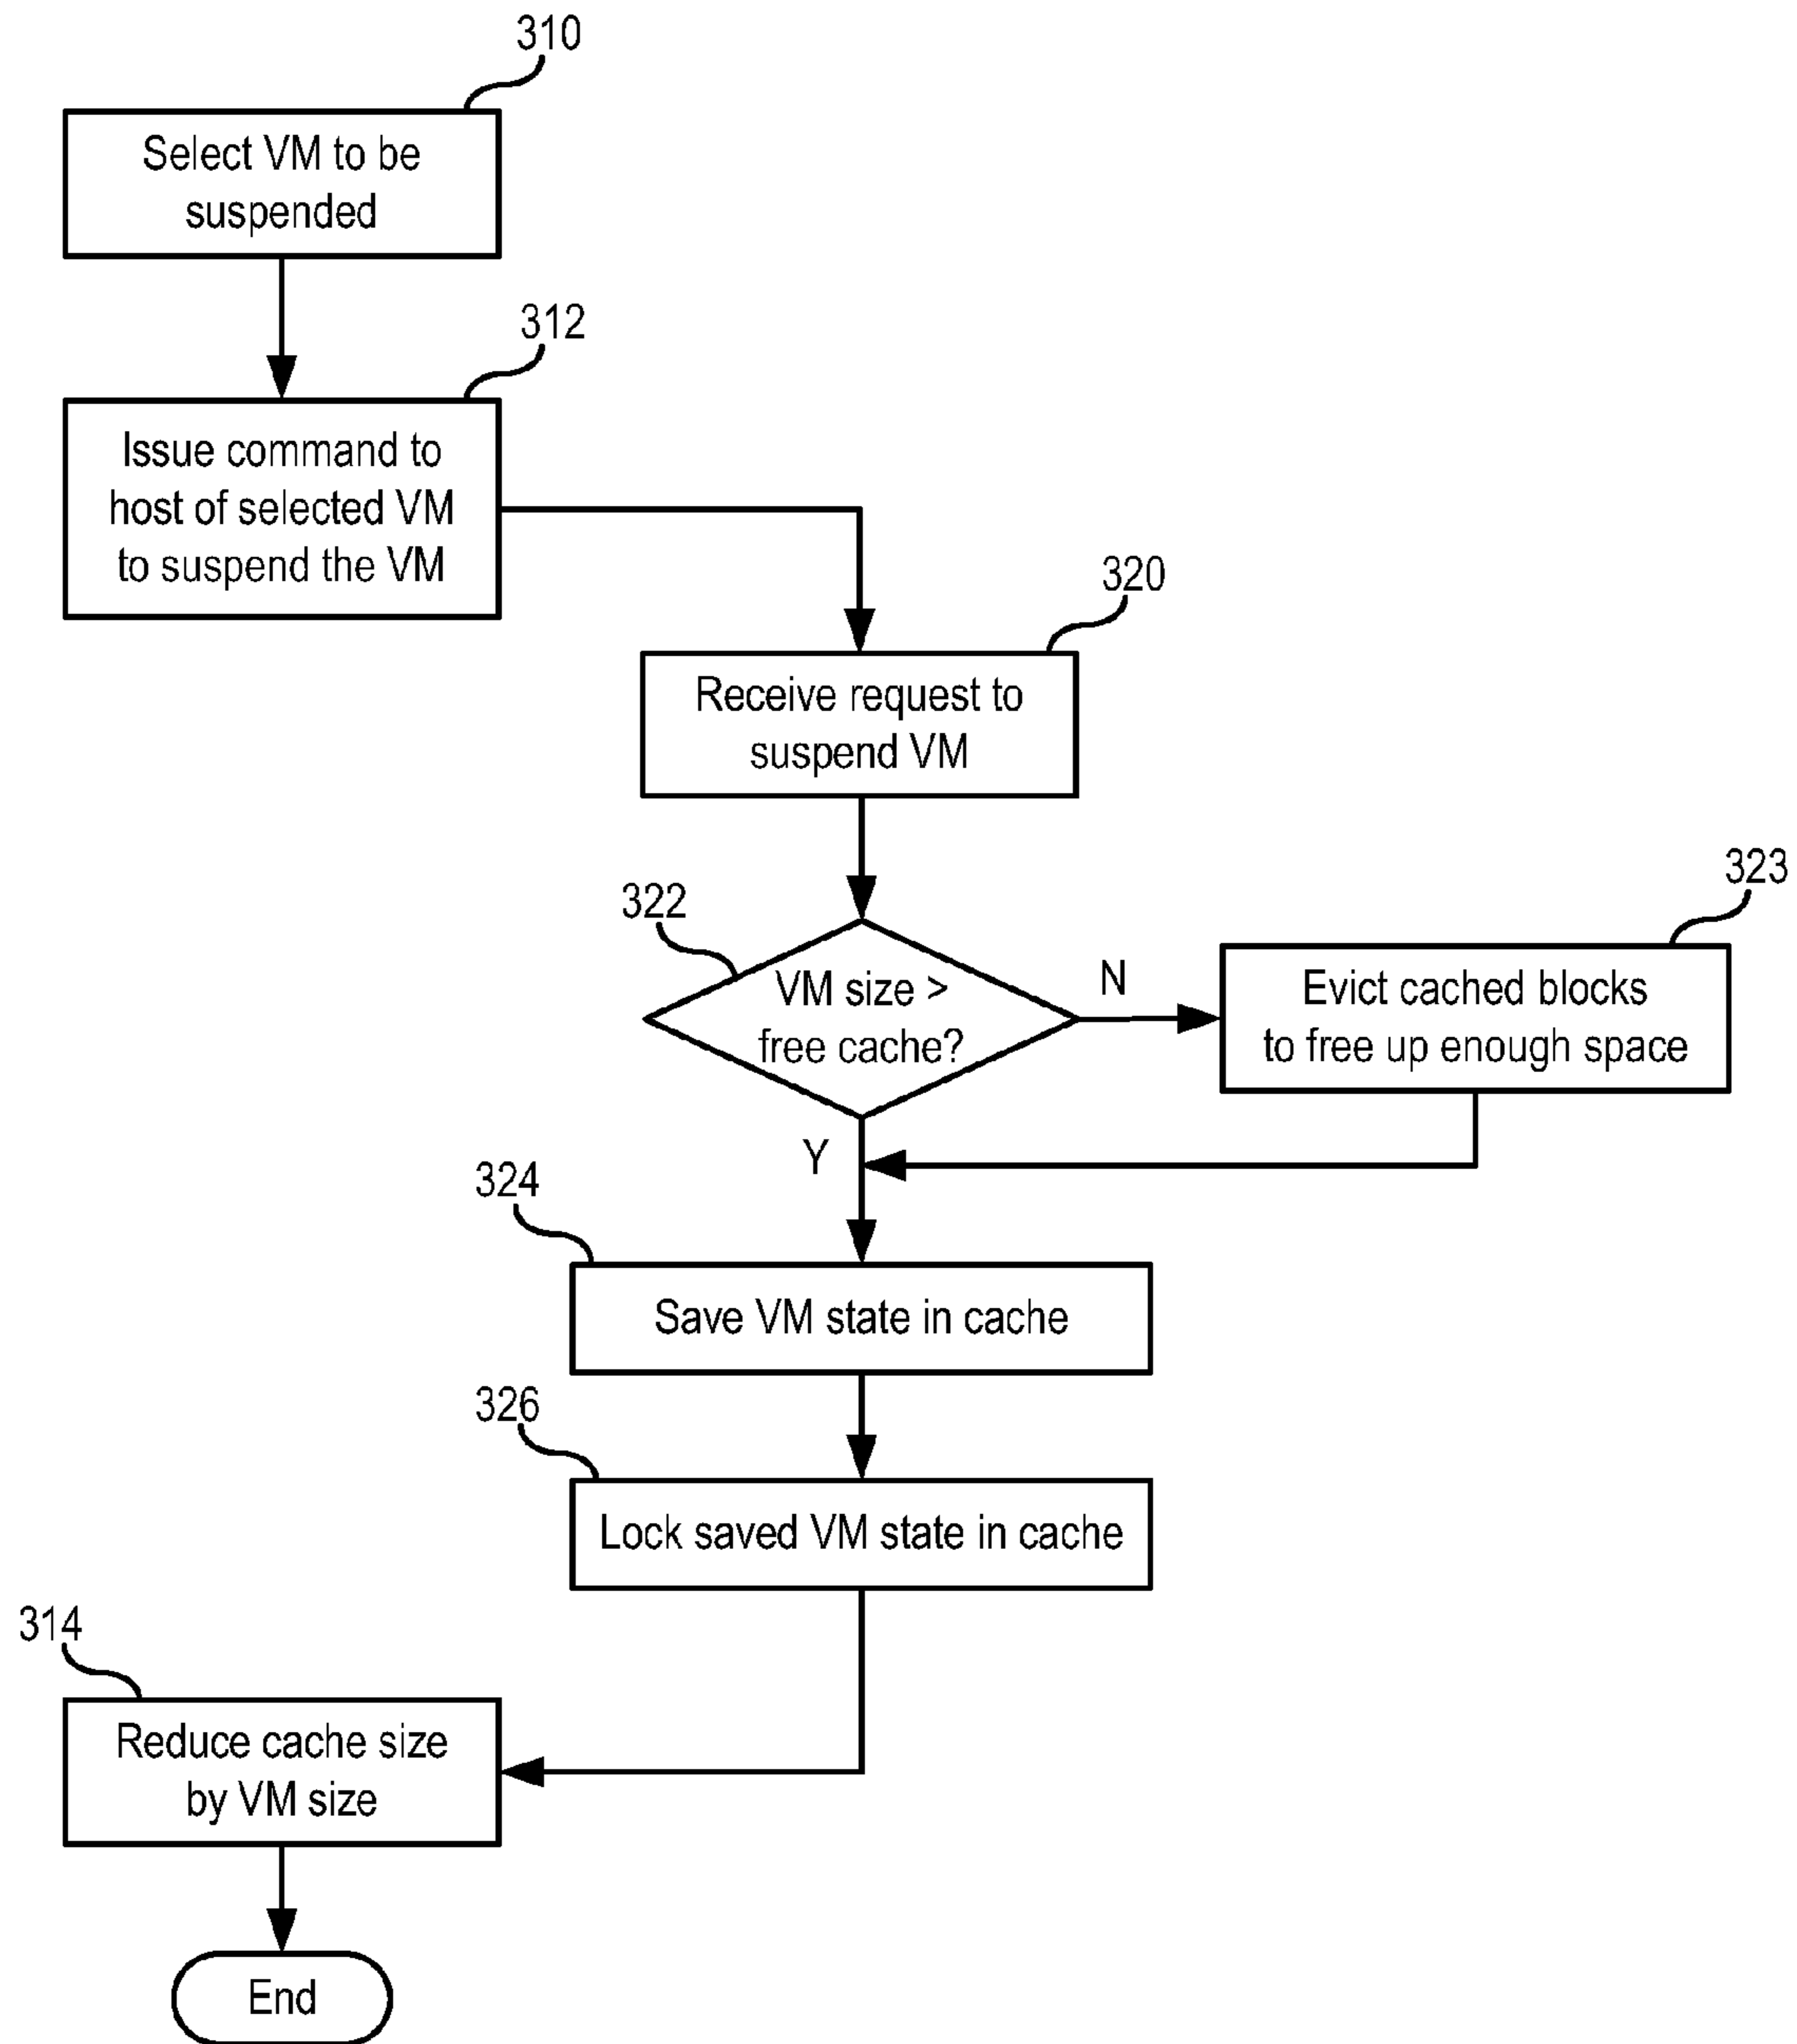 310
Select VM to be
suspended
312
Issue command to
host of selected VM
to suspend the VM
320
Receive request to
suspend VM
322
VM size >
free cache?
N
323
Evict cached blocks
to free up enough space
Y
324
Save VM state in cache
326
Lock saved VM state in cache
314
Reduce cache size
by VM size
End